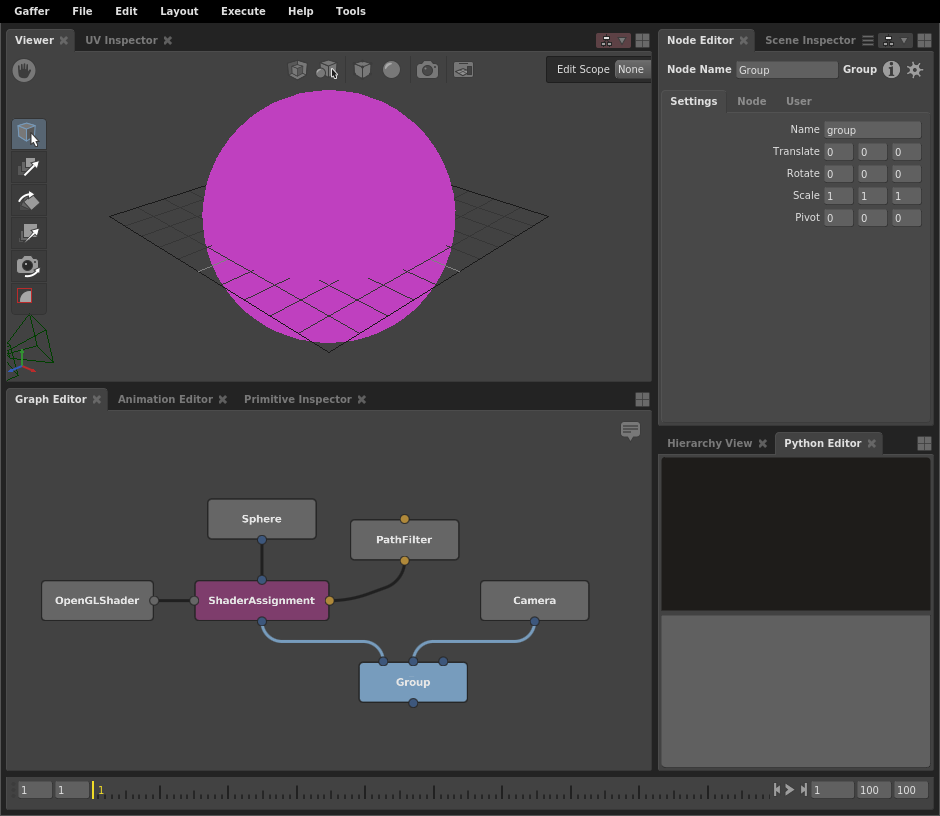 Gaffer File Edit Layout Execute Help Tools
Viewer UV Inspector
Edit Scope None
Node Editor Scene Inspector
Node Name Group Group
Settings Node User
Name group
Translate 0 0 0
Rotate 0 0 0
Scale 1 1 1
Pivot 0 0 0
Graph Editor Animation Editor Primitive Inspector
Sphere
PathFilter
OpenGLShader
ShaderAssignment
Camera
Group
Hierarchy View Python Editor
1 1 1 1 100 100